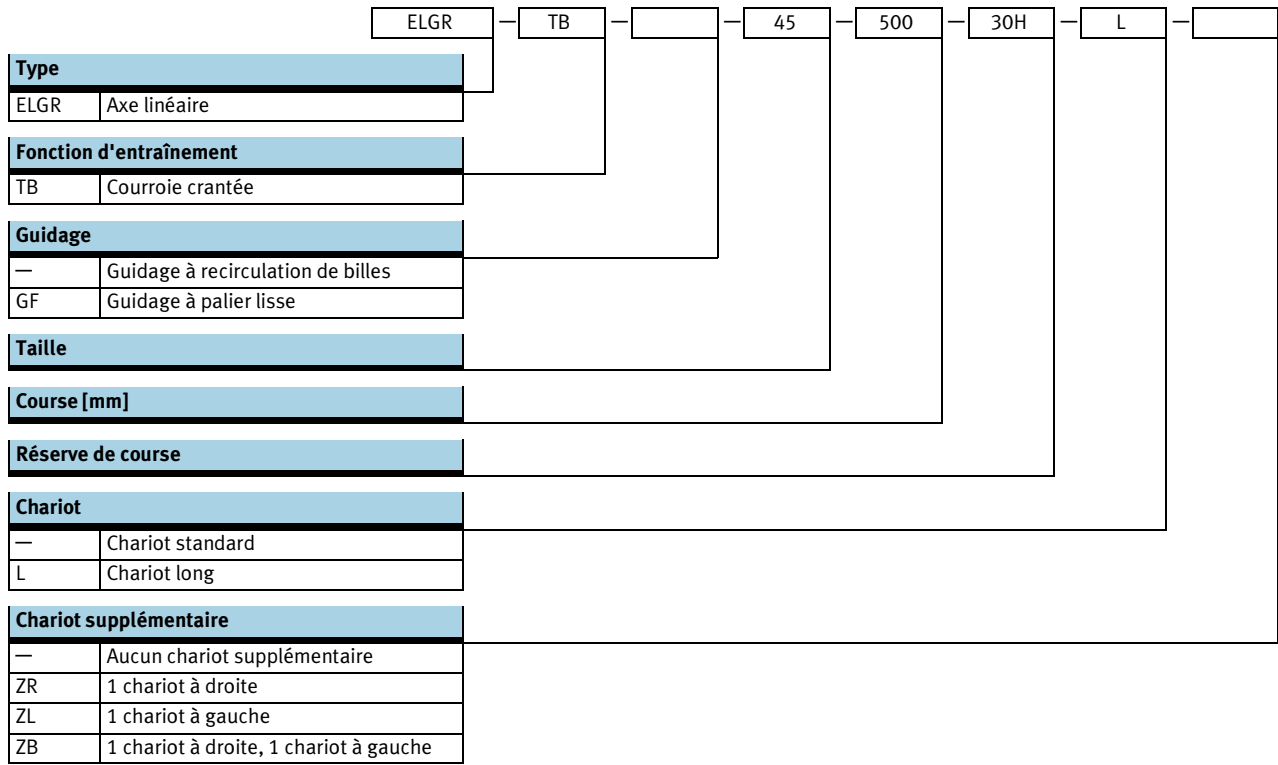 ELGR — TB — — 45 — 500 — 30H — L —
Type
ELGR Axe linéaire
Fonction d'entraînement
TB Courroie crantée
Guidage
— Guidage à recirculation de billes
GF Guidage à palier lisse
Taille
Course [mm]
Réserve de course
Chariot
— Chariot standard
L Chariot long
Chariot supplémentaire
— Aucun chariot supplémentaire
ZR 1 chariot à droite
ZL 1 chariot à gauche
ZB 1 chariot à droite, 1 chariot à gauche